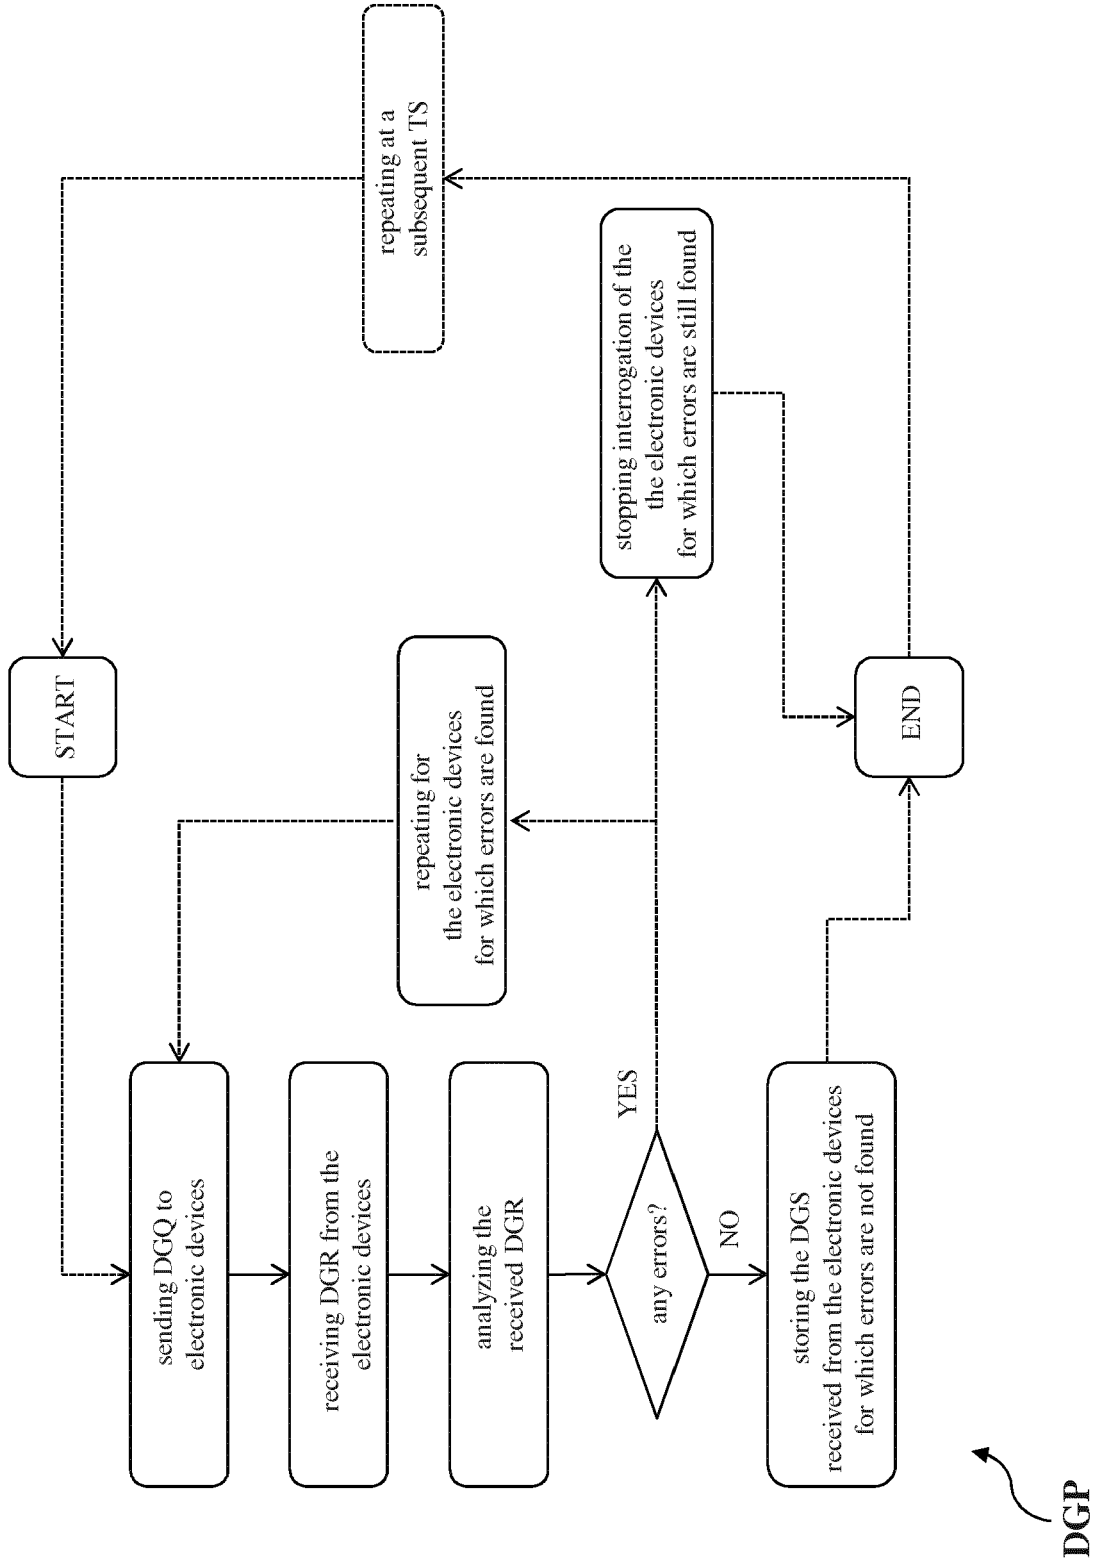 START
sending DGQ to
electronic devices
receiving DGR from the
electronic devices
analyzing the
received DGR
any errors?
YES
NO
repeating for
the electronic devices
for which errors are found
stopping interrogation of the
the electronic devices
for which errors are still found
storing the DGS
received from the electronic devices
for which errors are not found
END
repeating at a
subsequent TS
DGP